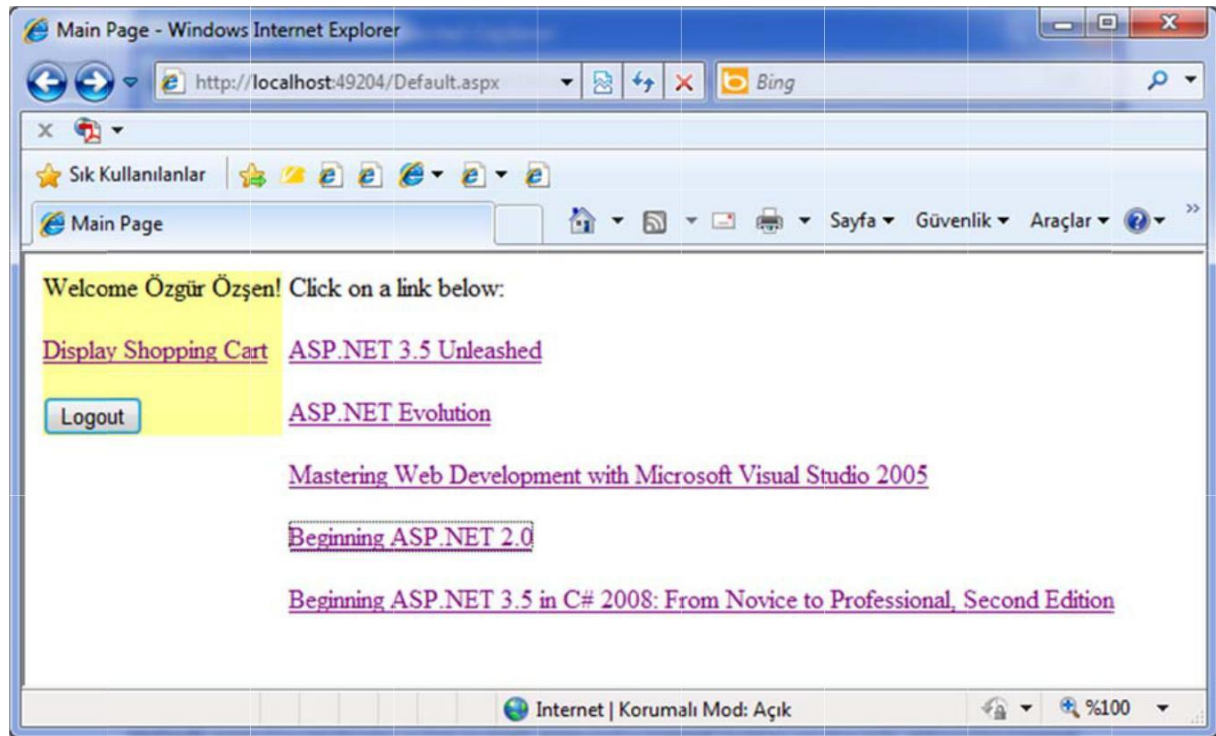 Main Page - Windows Internet Explorer
http://localhost:49204/Default.aspx
Bing
Sık Kullanılanlar
Main Page
Sayfa
Güvenlik
Araçlar
Welcome Özgür Özşen! Click on a link below:
Display Shopping Cart ASP.NET 3.5 Unleashed
Logout ASP.NET Evolution
Mastering Web Development with Microsoft Visual Studio 2005
Beginning ASP.NET 2.0
Beginning ASP.NET 3.5 in C# 2008: From Novice to Professional, Second Edition
Internet | Korumalı Mod: Açık
%100